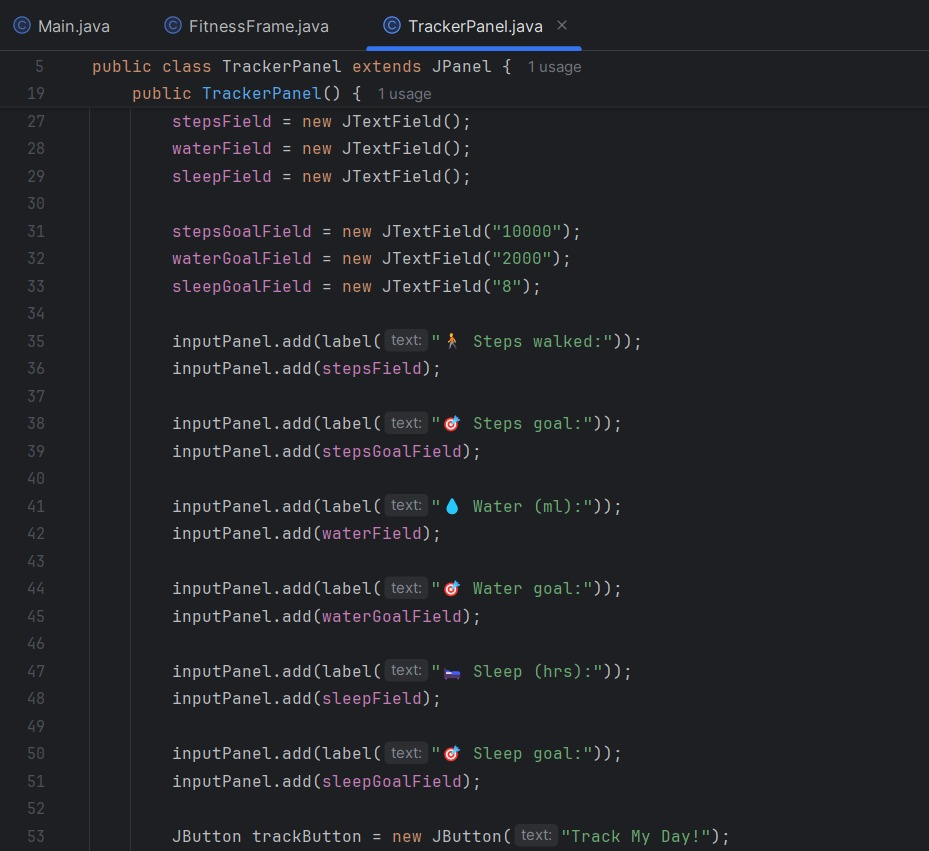 Main.java FitnessFrame.java TrackerPanel.java
5 public class TrackerPanel extends JPanel { 1 usage
19 public TrackerPanel() { 1 usage
27 stepsField = new JTextField();
28 waterField = new JTextField();
29 sleepField = new JTextField();
30
31 stepsGoalField = new JTextField("10000");
32 waterGoalField = new JTextField("2000");
33 sleepGoalField = new JTextField("8");
34
35 inputPanel.add(label( text: "🚶 Steps walked:"));
36 inputPanel.add(stepsField);
37
38 inputPanel.add(label( text: "🎯 Steps goal:"));
39 inputPanel.add(stepsGoalField);
40
41 inputPanel.add(label( text: "💧 Water (ml):"));
42 inputPanel.add(waterField);
43
44 inputPanel.add(label( text: "🎯 Water goal:"));
45 inputPanel.add(waterGoalField);
46
47 inputPanel.add(label( text: "🛏️ Sleep (hrs):"));
48 inputPanel.add(sleepField);
49
50 inputPanel.add(label( text: "🎯 Sleep goal:"));
51 inputPanel.add(sleepGoalField);
52
53 JButton trackButton = new JButton( text: "Track My Day!");